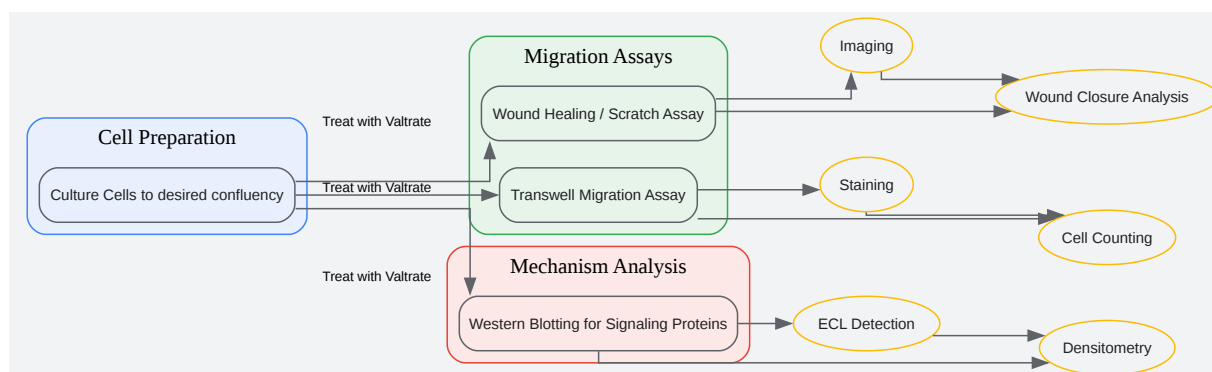 Imaging
Migration Assays
Wound Closure Analysis
Wound Healing / Scratch Assay
Treat with Valtrate
Cell Preparation
Treat with Valtrate
Culture Cells to desired confluency
Transwell Migration Assay
Staining
Cell Counting
Mechanism Analysis
Treat with Valtrate
Western Blotting for Signaling Proteins
ECL Detection
Densitometry